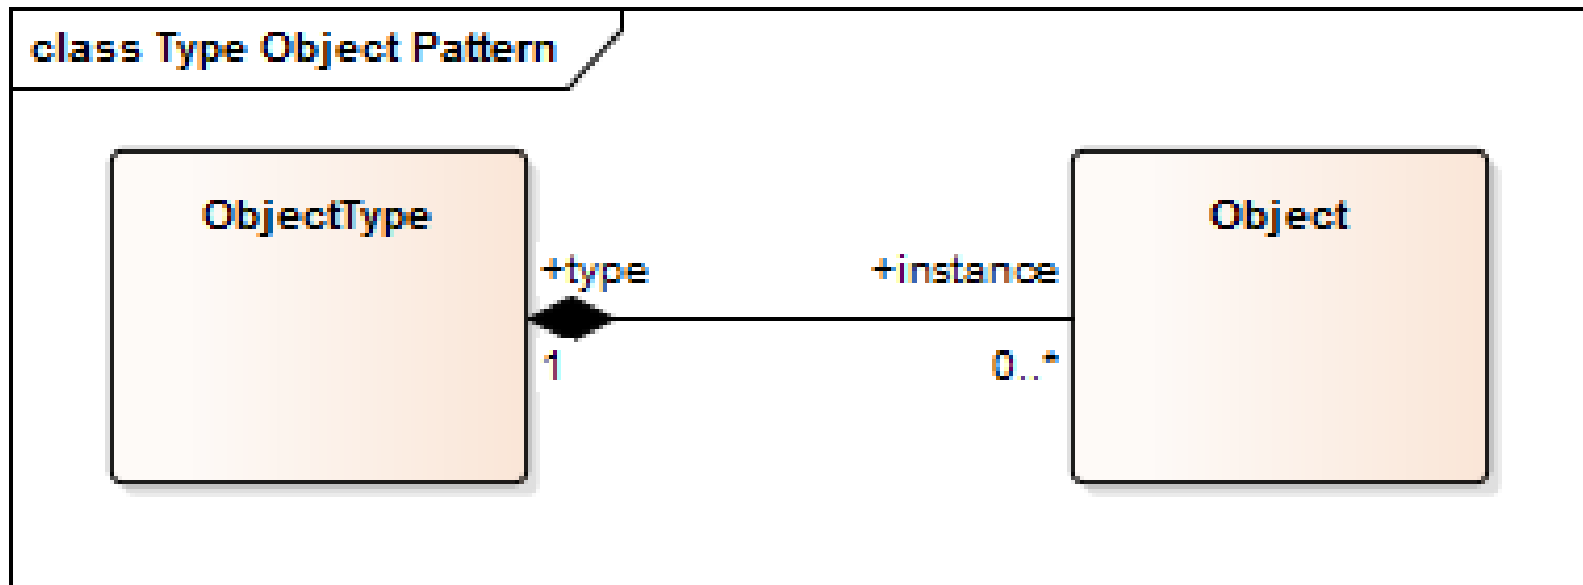 class Type Object Pattern
ObjectType
Object
+type
+instance
1
0..*